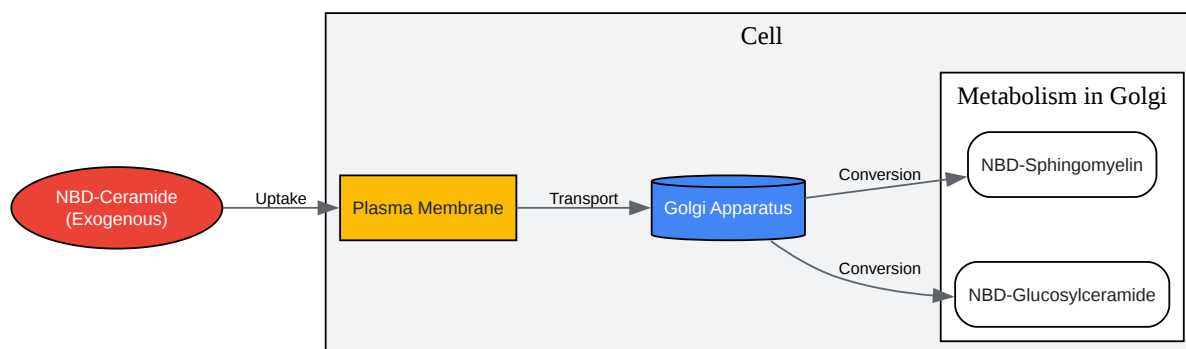 Cell
Metabolism in Golgi
NBD-Ceramide
(Exogenous)
Uptake
Plasma Membrane
Transport
Golgi Apparatus
Conversion
NBD-Sphingomyelin
Conversion
NBD-Glucosylceramide